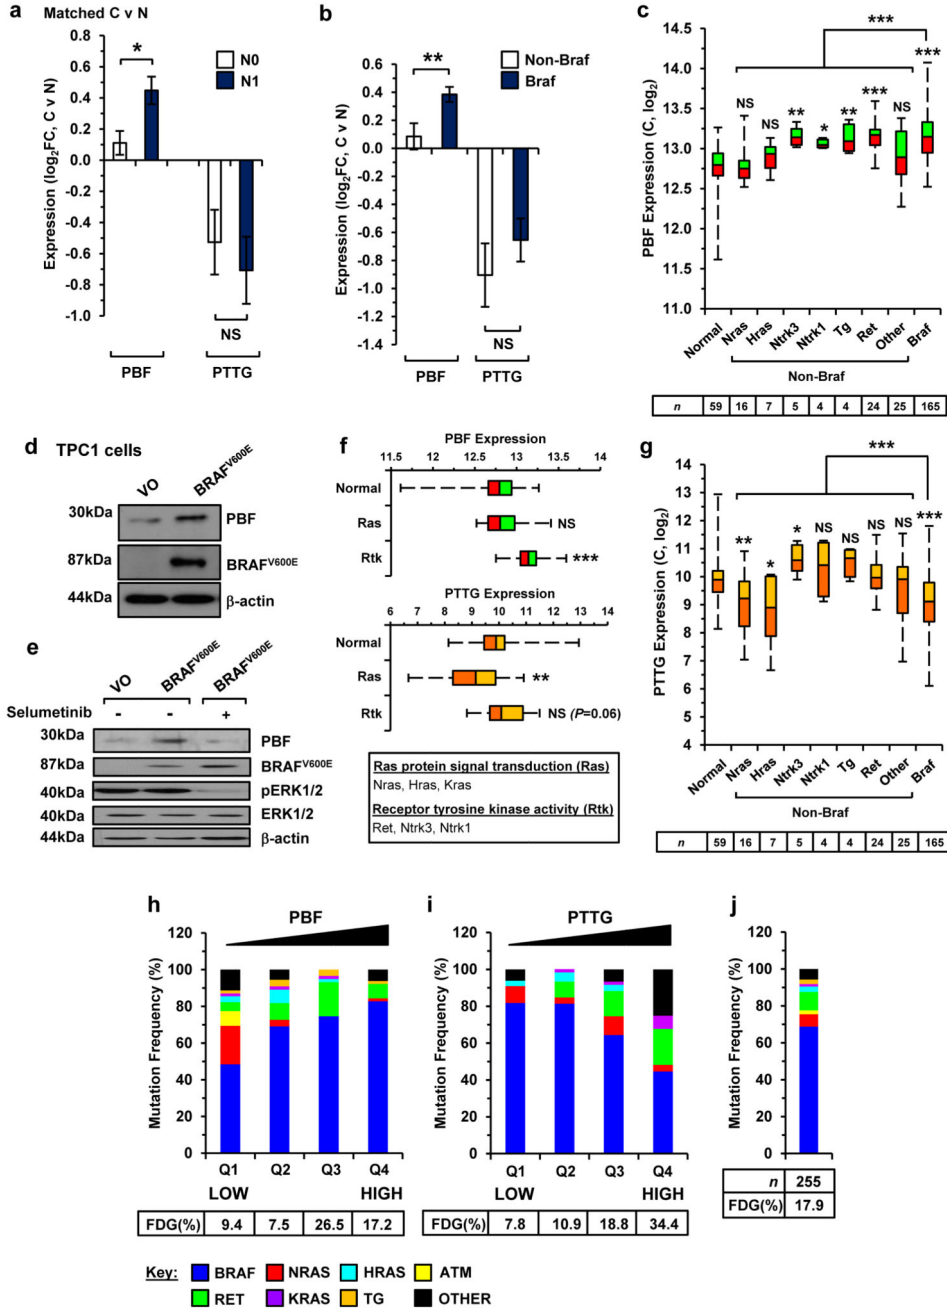 a Matched C v N
*
N0
N1
Expression (log₂FC, C v N)
0.8
0.6
0.4
0.2
0.0
-0.2
-0.4
-0.6
-0.8
-1.0
NS
PBF PTTG
b
**
Non-Braf
Braf
Expression (log₂FC, C v N)
0.6
0.4
0.2
0.0
-0.2
-0.4
-0.6
-0.8
-1.0
-1.2
-1.4
NS
PBF PTTG
c
***
PBF Expression (C, log₂)
14.5
14.0
13.5
13.0
12.5
12.0
11.5
11.0
NS NS ** * ** *** NS ***
Normal Nras Hras Ntrk3 Ntrk1 Tg Ret Other Braf
Non-Braf
n 59 16 7 5 4 4 24 25 165
d TPC1 cells
VO BRAFV600E
30kDa PBF
87kDa BRAFV600E
44kDa β-actin
e
VO BRAFV600E BRAFV600E
Selumetinib - - +
30kDa PBF
87kDa BRAFV600E
40kDa pERK1/2
40kDa ERK1/2
44kDa β-actin
f
PBF Expression
11.5 12 12.5 13 13.5 14
Normal
Ras NS
Rtk ***
PTTG Expression
6 7 8 9 10 11 12 13 14
Normal
Ras **
Rtk NS (P=0.06)
Ras protein signal transduction (Ras)
Nras, Hras, Kras
Receptor tyrosine kinase activity (Rtk)
Ret, Ntrk3, Ntrk1
g
***
PTTG Expression (C, log₂)
14
13
12
11
10
9
8
7
6
5
4
** * * NS NS NS NS ***
Normal Nras Hras Ntrk3 Ntrk1 Tg Ret Other Braf
Non-Braf
n 59 16 7 5 4 4 24 25 165
h
PBF
Mutation Frequency (%)
120
100
80
60
40
20
0
Q1 Q2 Q3 Q4
LOW HIGH
FDG(%) 9.4 7.5 26.5 17.2
i
PTTG
Mutation Frequency (%)
120
100
80
60
40
20
0
Q1 Q2 Q3 Q4
LOW HIGH
FDG(%) 7.8 10.9 18.8 34.4
j
Mutation Frequency (%)
120
100
80
60
40
20
0
n 255
FDG(%) 17.9
Key: BRAF NRAS HRAS ATM
RET KRAS TG OTHER